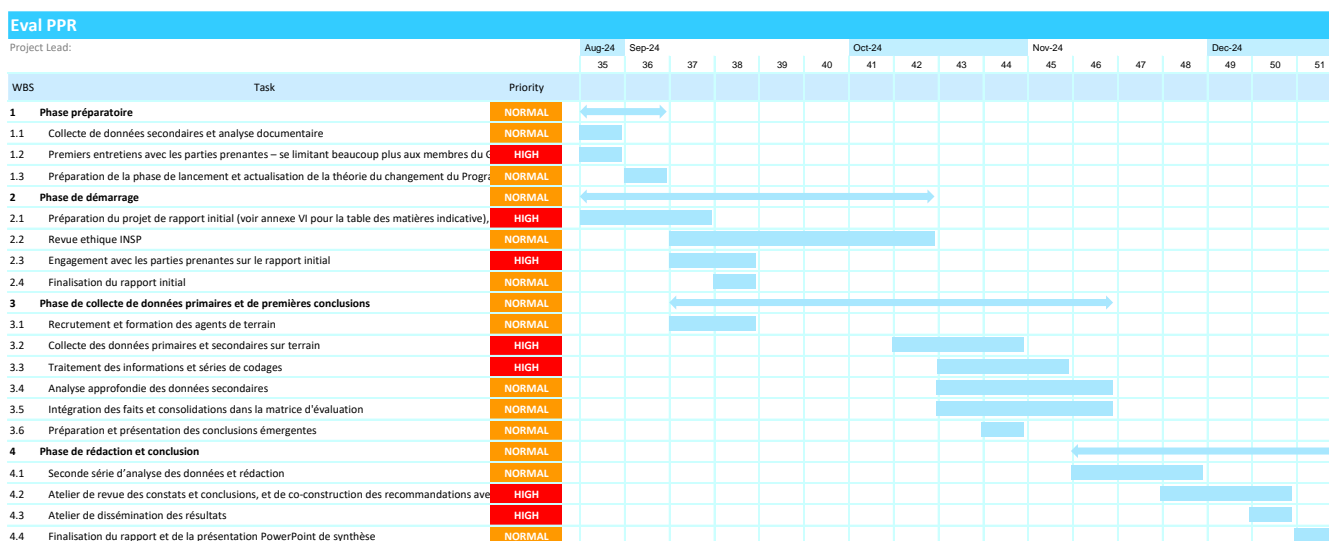 Eval PPR
Project Lead: Aug-24 Sep-24 Oct-24 Nov-24 Dec-24
35 36 37 38 39 40 41 42 43 44 45 46 47 48 49 50 51
WBS Task Priority
1 Phase préparatoire NORMAL
1.1 Collecte de données secondaires et analyse documentaire NORMAL
1.2 Premiers entretiens avec les parties prenantes – se limitant beaucoup plus aux membres du HIGH
1.3 Préparation de la phase de lancement et actualisation de la théorie du changement du Progra NORMAL
2 Phase de démarrage NORMAL
2.1 Préparation du projet de rapport initial (voir annexe VI pour la table des matières indicative), HIGH
2.2 Revue ethique INSP NORMAL
2.3 Engagement avec les parties prenantes sur le rapport initial HIGH
2.4 Finalisation du rapport initial NORMAL
3 Phase de collecte de données primaires et de premières conclusions NORMAL
3.1 Recrutement et formation des agents de terrain NORMAL
3.2 Collecte des données primaires et secondaires sur terrain HIGH
3.3 Traitement des informations et séries de codages HIGH
3.4 Analyse approfondie des données secondaires NORMAL
3.5 Intégration des faits et consolidations dans la matrice d'évaluation NORMAL
3.6 Préparation et présentation des conclusions émergentes NORMAL
4 Phase de rédaction et conclusion NORMAL
4.1 Seconde série d’analyse des données et rédaction NORMAL
4.2 Atelier de revue des constats et conclusions, et de co-construction des recommandations ave HIGH
4.3 Atelier de dissémination des résultats HIGH
4.4 Finalisation du rapport et de la présentation PowerPoint de synthèse NORMAL